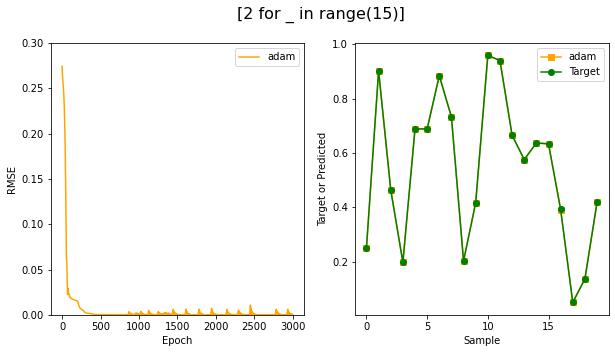 [2 for _ in range(15)]
0.30
0.25
0.20
0.15
0.10
0.05
0.00
RMSE
0 500 1000 1500 2000 2500 3000
Epoch
adam
1.0
0.8
0.6
0.4
0.2
Target or Predicted
0 5 10 15
Sample
adam
Target